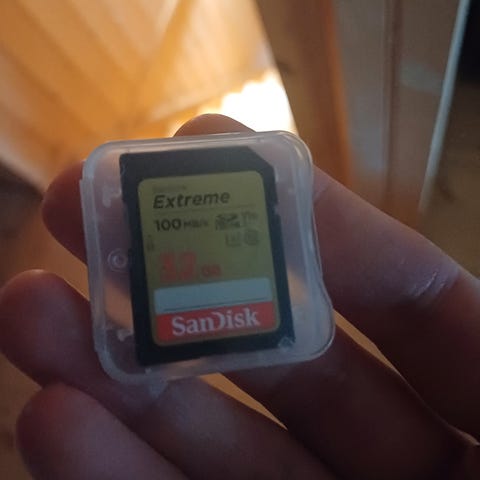 Extreme
100 MB/s
32 GB
SanDisk